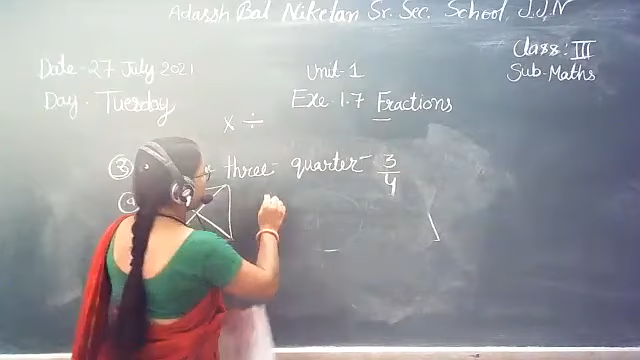 Adarsh Bal Niketan Sr. Sec. School, JJN
Class: III
Date - 27 July 2021
Unit-1
Sub- Maths
Day. Tuesday
Exe. 1.7 Fractions
× ÷
③ three - quarter - 3/4